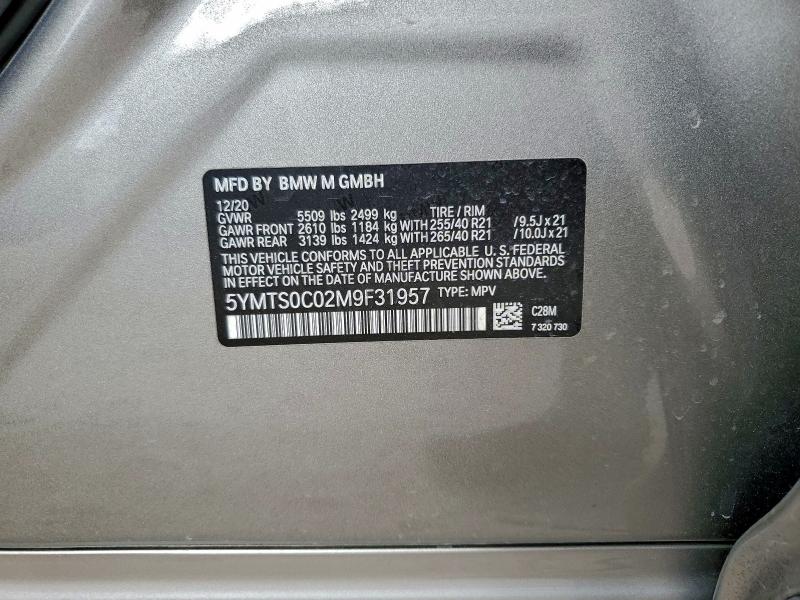 MFD BY BMW M GMBH
12/20
GVWR 5509 lbs 2499 kg TIRE / RIM
GAWR FRONT 2610 lbs 1184 kg WITH 255/40 R21 /9.5J x 21
GAWR REAR 3139 lbs 1424 kg WITH 265/40 R21 /10.0J x 21
THIS VEHICLE CONFORMS TO ALL APPLICABLE U.S. FEDERAL
MOTOR VEHICLE SAFETY AND THEFT PREVENTION STANDARDS
IN EFFECT ON THE DATE OF MANUFACTURE SHOWN ABOVE.
5YMTS0C02M9F31957 TYPE: MPV
C28M
7 320 730